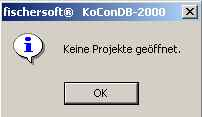 fischersoft® KoConDB-2000
Keine Projekte geöffnet.
OK